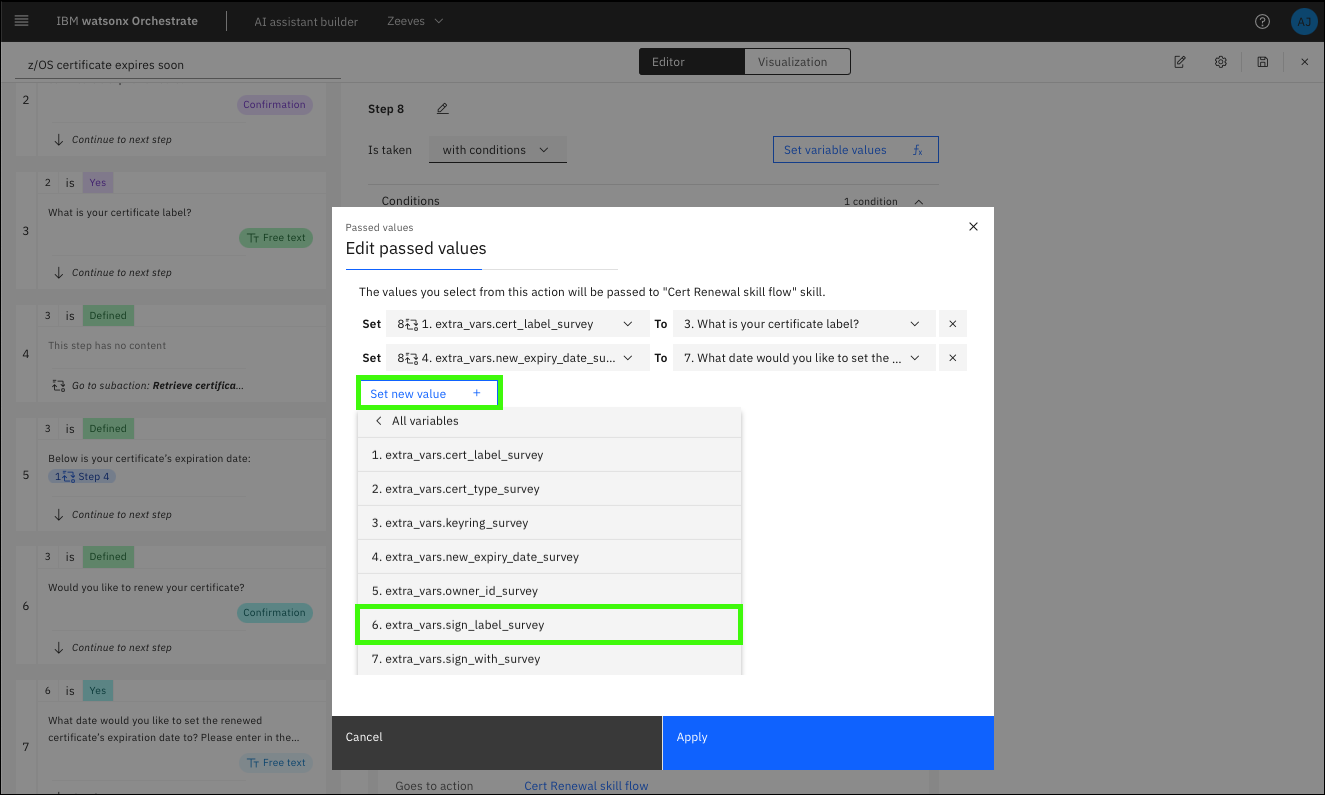 IBM watsonx Orchestrate
AI assistant builder
Zeeves
AJ
z/OS certificate expires soon
Editor
Visualization
2
Confirmation
Continue to next step
2 is Yes
What is your certificate label?
3
Free text
Continue to next step
3 is Defined
This step has no content
4
Go to subaction: Retrieve certifica...
3 is Defined
Below is your certificate's expiration date:
5
1 Step 4
Continue to next step
3 is Defined
Would you like to renew your certificate?
6
Confirmation
Continue to next step
6 is Yes
What date would you like to set the renewed
certificate's expiration date to? Please enter in the...
7
Free text
Step 8
Is taken
with conditions
Set variable values fx
Conditions
1 condition
Passed values
Edit passed values
The values you select from this action will be passed to "Cert Renewal skill flow" skill.
Set 8 1. extra_vars.cert_label_survey To 3. What is your certificate label?
Set 8 4. extra_vars.new_expiry_date_su... To 7. What date would you like to set the ...
Set new value +
All variables
1. extra_vars.cert_label_survey
2. extra_vars.cert_type_survey
3. extra_vars.keyring_survey
4. extra_vars.new_expiry_date_survey
5. extra_vars.owner_id_survey
6. extra_vars.sign_label_survey
7. extra_vars.sign_with_survey
Cancel
Apply
Goes to action
Cert Renewal skill flow